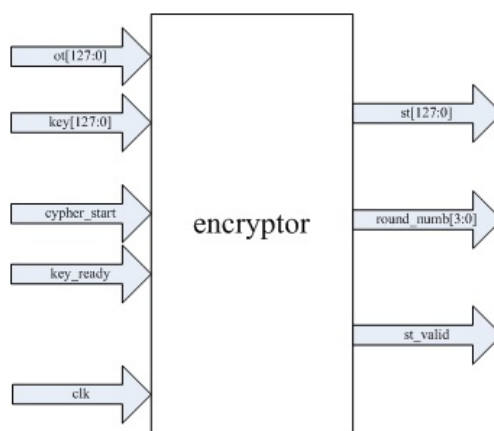 ot[127:0]
key[127:0]
cypher_start
key_ready
clk
encryptor
st[127:0]
round_numb[3:0]
st_valid